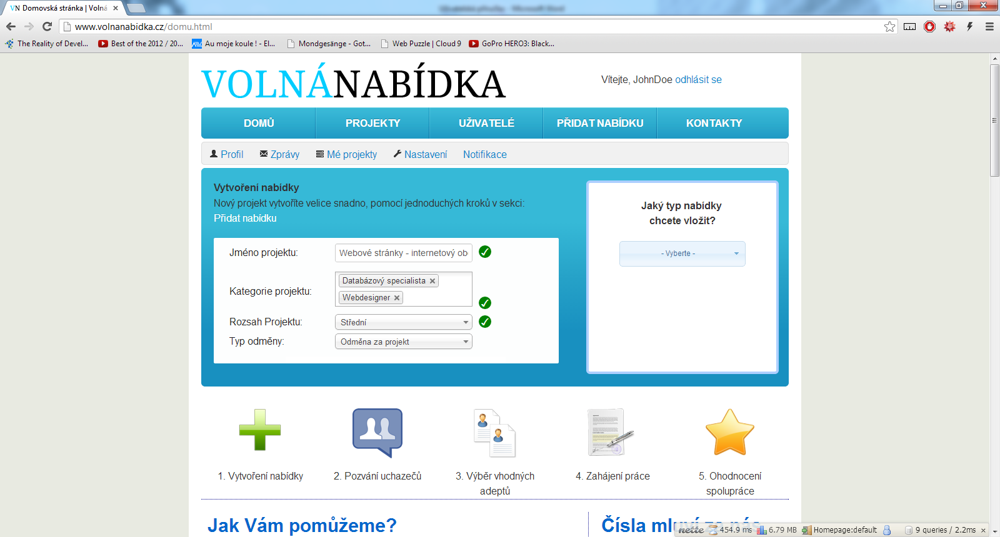 VN Domovská stránka | Volná
www.volnanabidka.cz/domu.html
The Reality of Devel...
Best of the 2012 / 20...
Au moje koule ! - El...
Mondgesänge - Got...
Web Puzzle | Cloud 9
GoPro HERO3: Black...
VOLNÁNABÍDKA
Vítejte, JohnDoe odhlásit se
DOMŮ
PROJEKTY
UŽIVATELÉ
PŘIDAT NABÍDKU
KONTAKTY
Profil
Zprávy
Mé projekty
Nastavení
Notifikace
Vytvoření nabídky
Nový projekt vytvoříte velice snadno, pomocí jednoduchých kroků v sekci:
Přidat nabídku
Jméno projektu:
Webové stránky - internetový ob
Kategorie projektu:
Databázový specialista
Webdesigner
Rozsah Projektu:
Střední
Typ odměny:
Odměna za projekt
Jaký typ nabídky
chcete vložit?
- Vyberte -
1. Vytvoření nabídky
2. Pozvání uchazečů
3. Výběr vhodných
adeptů
4. Zahájení práce
5. Ohodnocení
spolupráce
Jak Vám pomůžeme?
Čísla mluví za nás
nette
454.9 ms
6.79 MB
Homepage:default
9 queries / 2.2ms